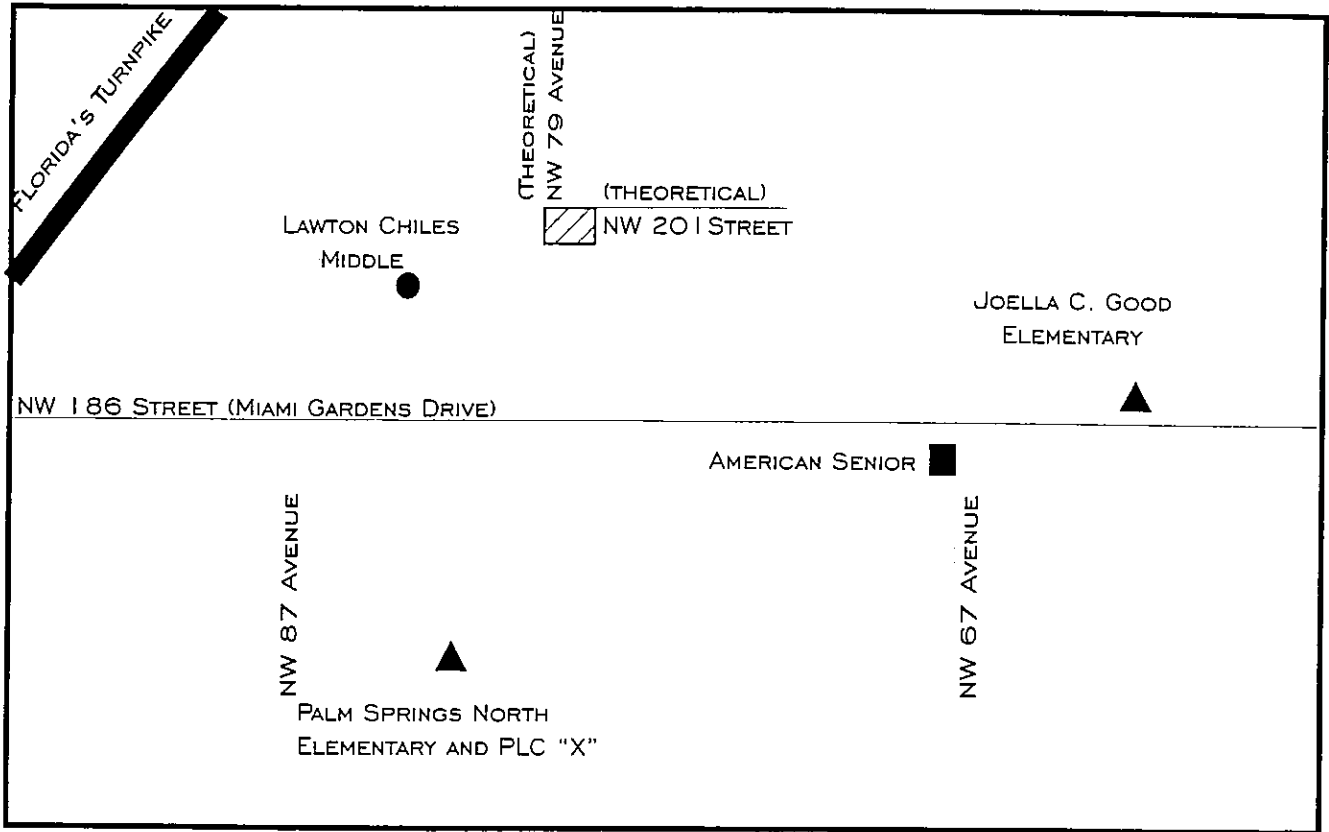 FLORIDA'S TURNPIKE
(THEORETICAL)
NW 79 AVENUE
(THEORETICAL)
NW 201 STREET
LAWTON CHILES
MIDDLE
JOELLA C. GOOD
ELEMENTARY
NW 186 STREET (MIAMI GARDENS DRIVE)
AMERICAN SENIOR
NW 87 AVENUE
NW 67 AVENUE
PALM SPRINGS NORTH
ELEMENTARY AND PLC "X"